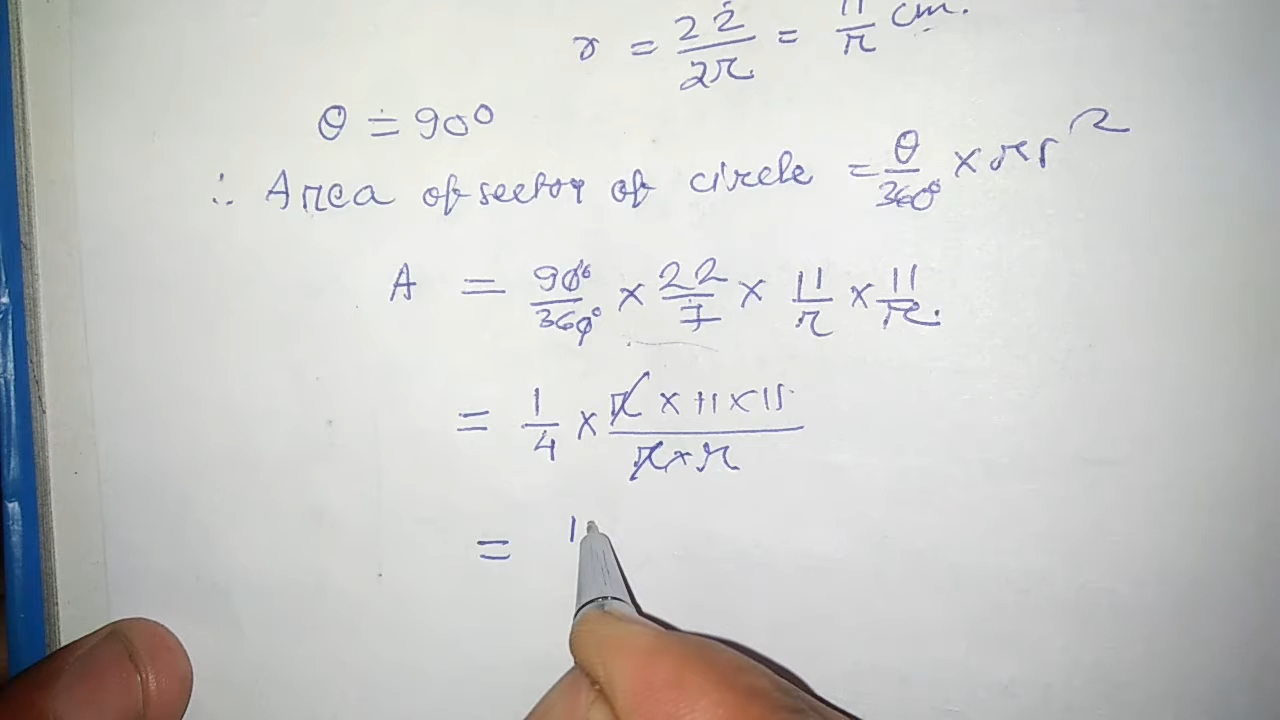 r = 22/2π = 11/π cm.
θ = 90°
∴ Area of sector of circle = θ/360° × πr²
A = 90°/360° × 22/7 × 11/π × 11/π.
= 1/4 × π × 11 × 11/π × π
= 1